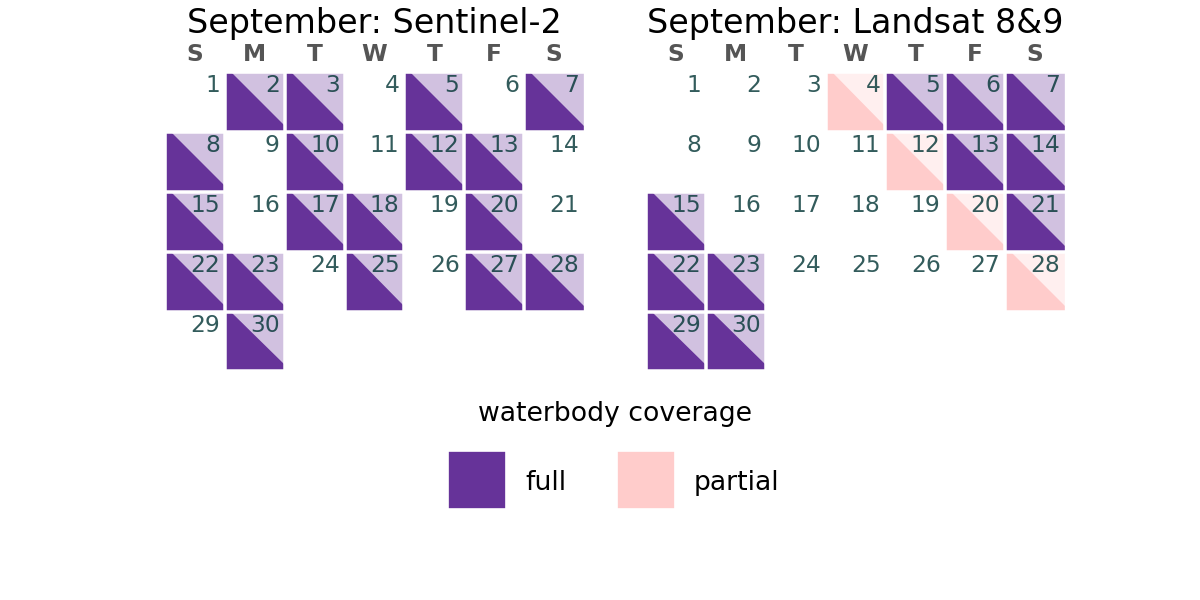 September: Sentinel-2
S M T W T F S
1 2 3 4 5 6 7
8 9 10 11 12 13 14
15 16 17 18 19 20 21
22 23 24 25 26 27 28
29 30
September: Landsat 8&9
S M T W T F S
1 2 3 4 5 6 7
8 9 10 11 12 13 14
15 16 17 18 19 20 21
22 23 24 25 26 27 28
29 30
waterbody coverage
full partial